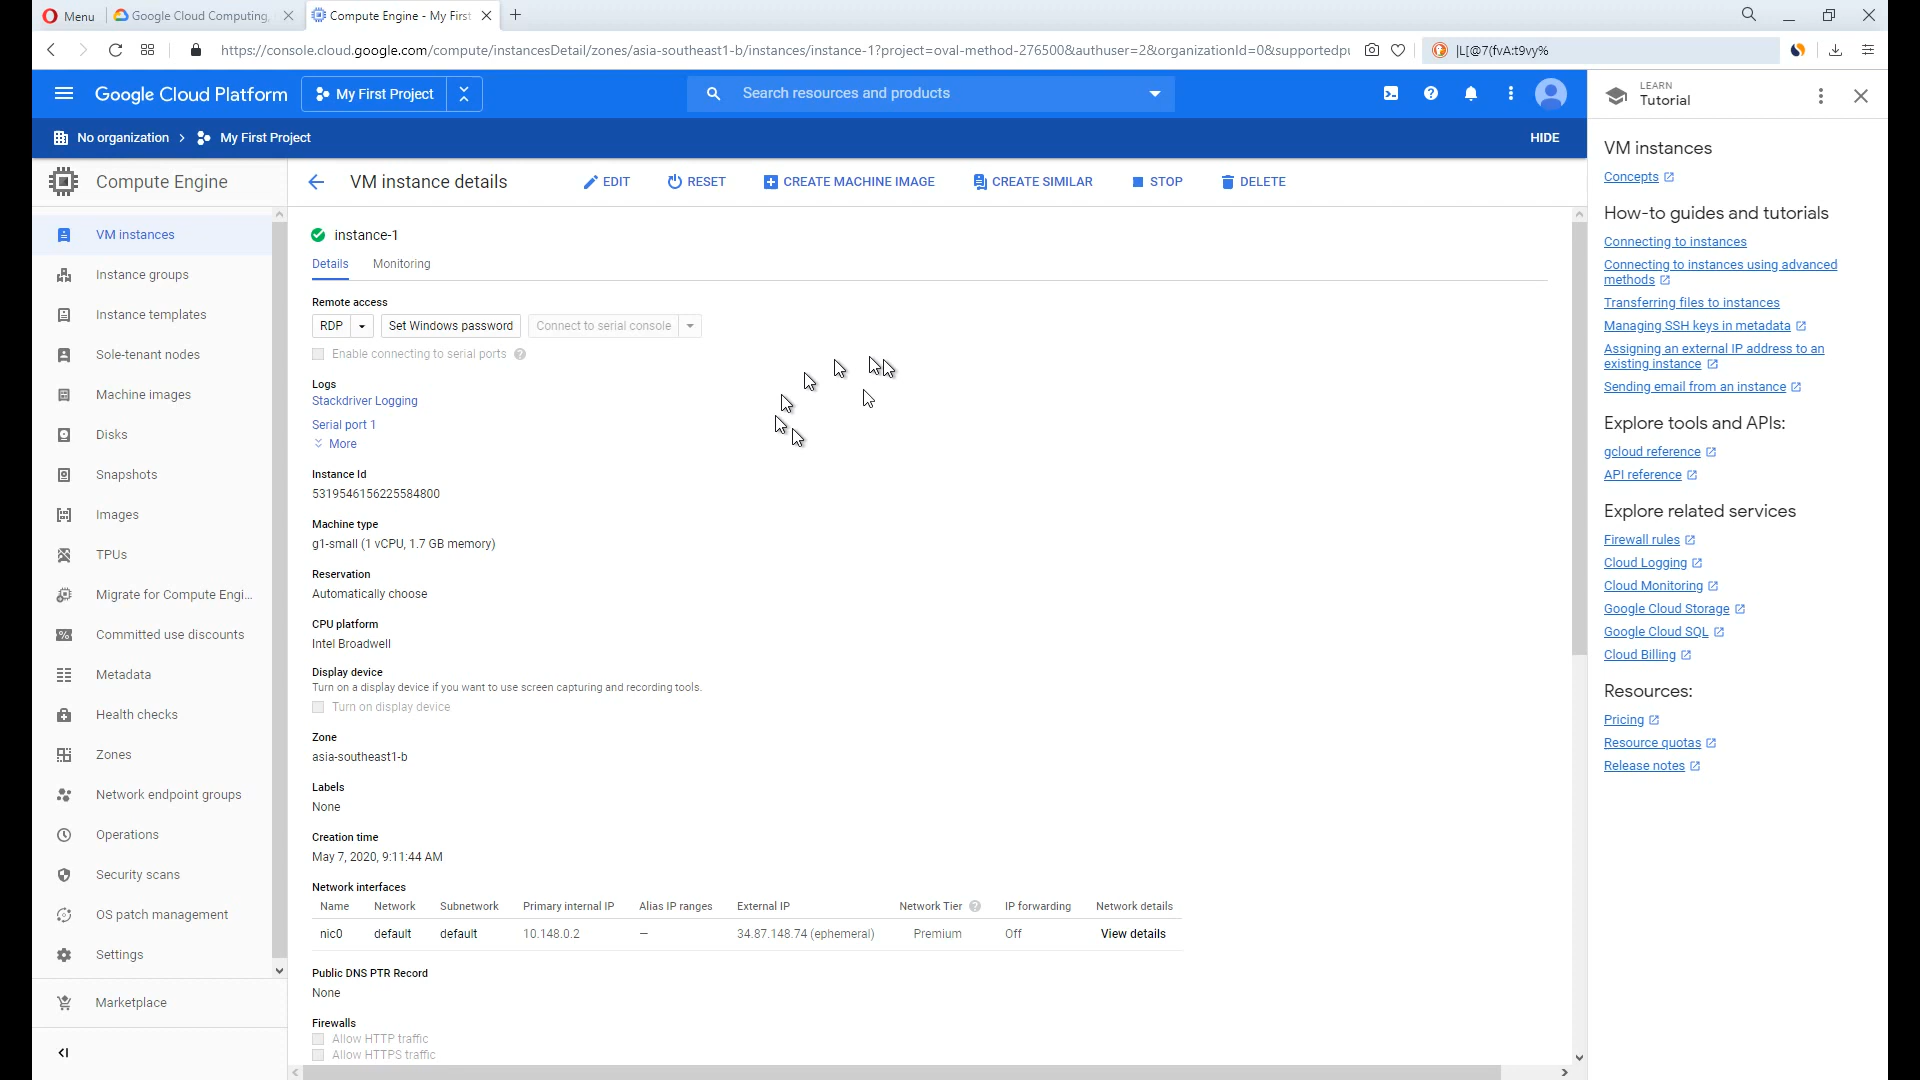 Menu
Google Cloud Computing,
Compute Engine - My First
https://console.cloud.google.com/compute/instancesDetail/zones/asia-southeast1-b/instances/instance-1?project=oval-method-276500&authuser=2&organizationId=0&supportedpu
|L[@7(fvA:t9vy%
Google Cloud Platform
My First Project
Search resources and products
LEARN
Tutorial
No organization > My First Project
HIDE
Compute Engine
VM instance details
EDIT
RESET
CREATE MACHINE IMAGE
CREATE SIMILAR
STOP
DELETE
VM instances
Instance groups
Instance templates
Sole-tenant nodes
Machine images
Disks
Snapshots
Images
TPUs
Migrate for Compute Engi...
Committed use discounts
Metadata
Health checks
Zones
Network endpoint groups
Operations
Security scans
OS patch management
Settings
Marketplace
instance-1
Details Monitoring
Remote access
RDP Set Windows password Connect to serial console
Enable connecting to serial ports
Logs
Stackdriver Logging
Serial port 1
More
Instance Id
5319546156225584800
Machine type
g1-small (1 vCPU, 1.7 GB memory)
Reservation
Automatically choose
CPU platform
Intel Broadwell
Display device
Turn on a display device if you want to use screen capturing and recording tools.
Turn on display device
Zone
asia-southeast1-b
Labels
None
Creation time
May 7, 2020, 9:11:44 AM
Network interfaces
Name Network Subnetwork Primary internal IP Alias IP ranges External IP Network Tier IP forwarding Network details
nic0 default default 10.148.0.2 — 34.87.148.74 (ephemeral) Premium Off View details
Public DNS PTR Record
None
Firewalls
Allow HTTP traffic
Allow HTTPS traffic
VM instances
Concepts
How-to guides and tutorials
Connecting to instances
Connecting to instances using advanced
methods
Transferring files to instances
Managing SSH keys in metadata
Assigning an external IP address to an
existing instance
Sending email from an instance
Explore tools and APIs:
gcloud reference
API reference
Explore related services
Firewall rules
Cloud Logging
Cloud Monitoring
Google Cloud Storage
Google Cloud SQL
Cloud Billing
Resources:
Pricing
Resource quotas
Release notes